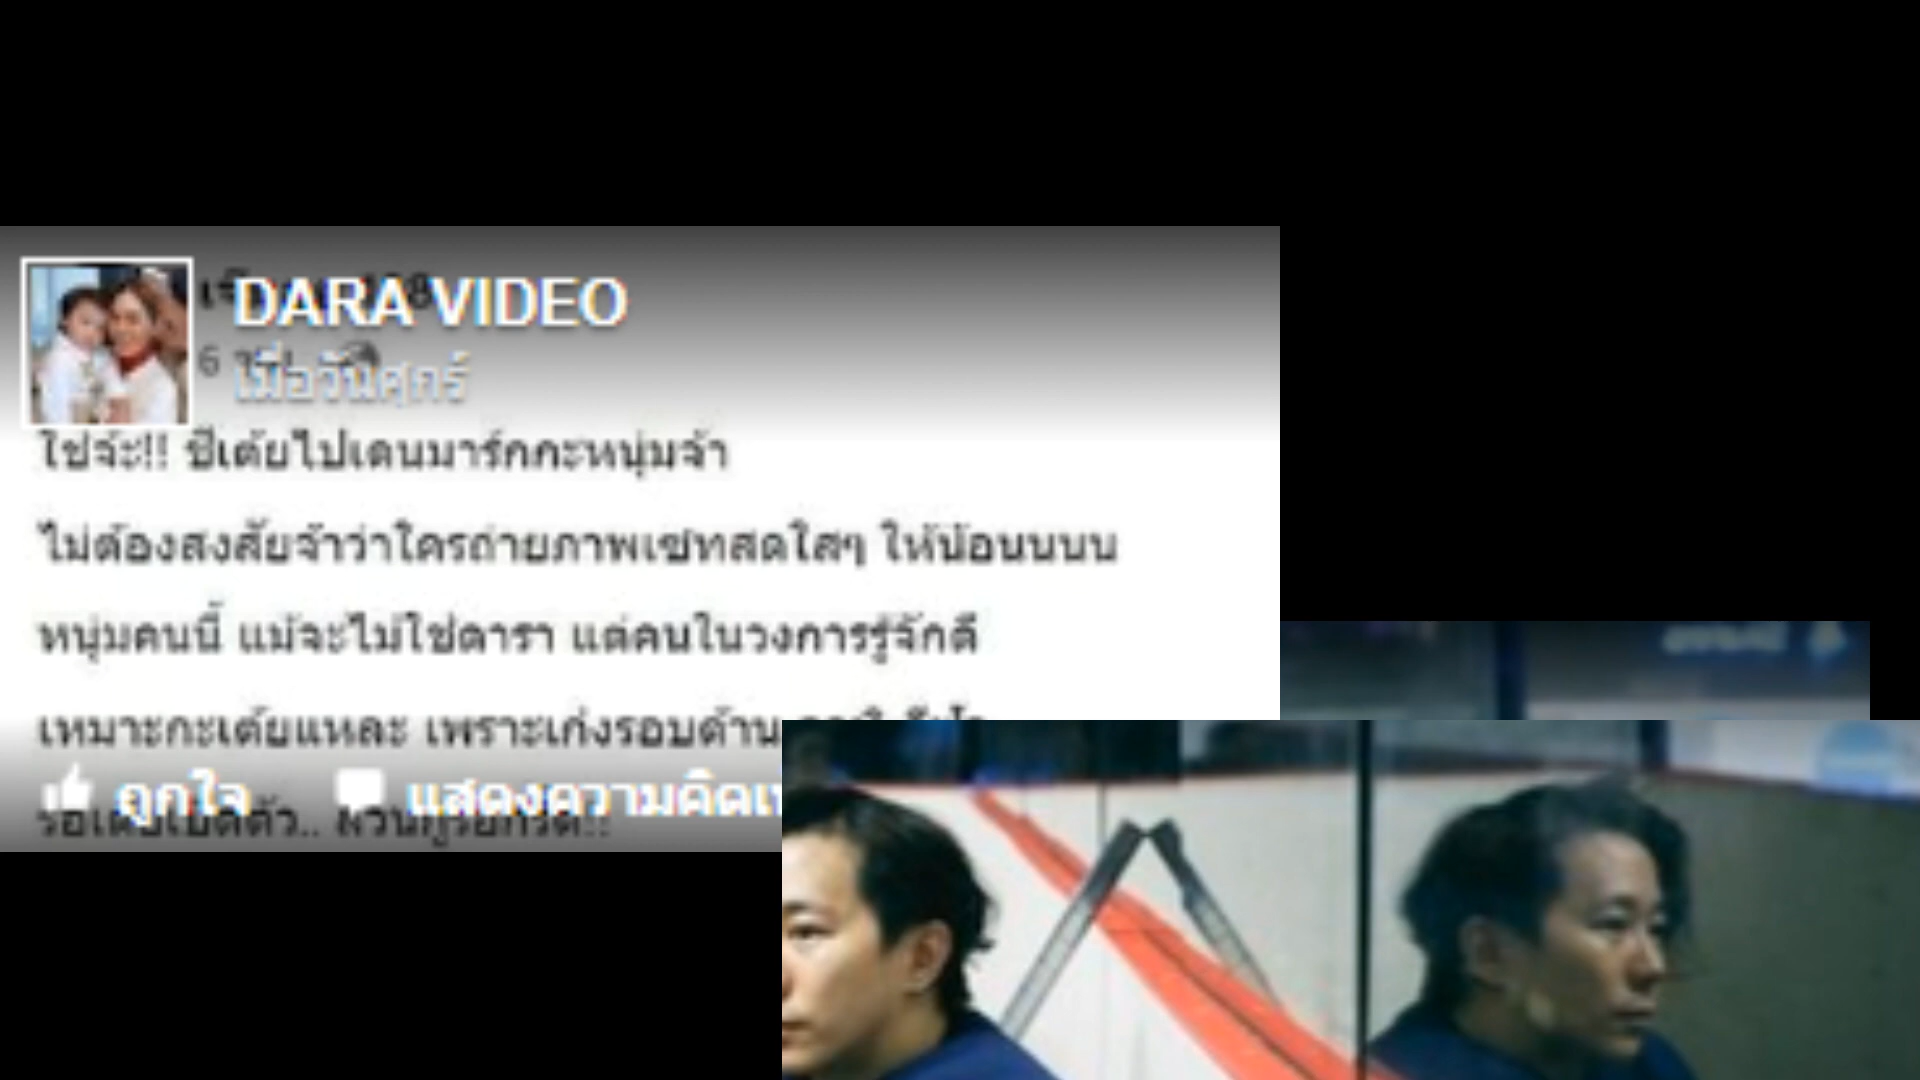 DARA VIDEO
เมื่อวันศุกร์
ใช่จ้ะ!! ชีเต้ยไปเดนมาร์กกะหนุ่มจ้า
ไม่ต้องสงสัยจ้าว่าใครถ่ายภาพเซทสดใสๆ ให้น้อนนนน
หนุ่มคนนี้ แม้จะไม่ใช่ดารา แต่คนในวงการรู้จักดี
เหมาะกะเต้ยแหละ เพราะเก่งรอบด้าน
ถูกใจ แสดงความคิด